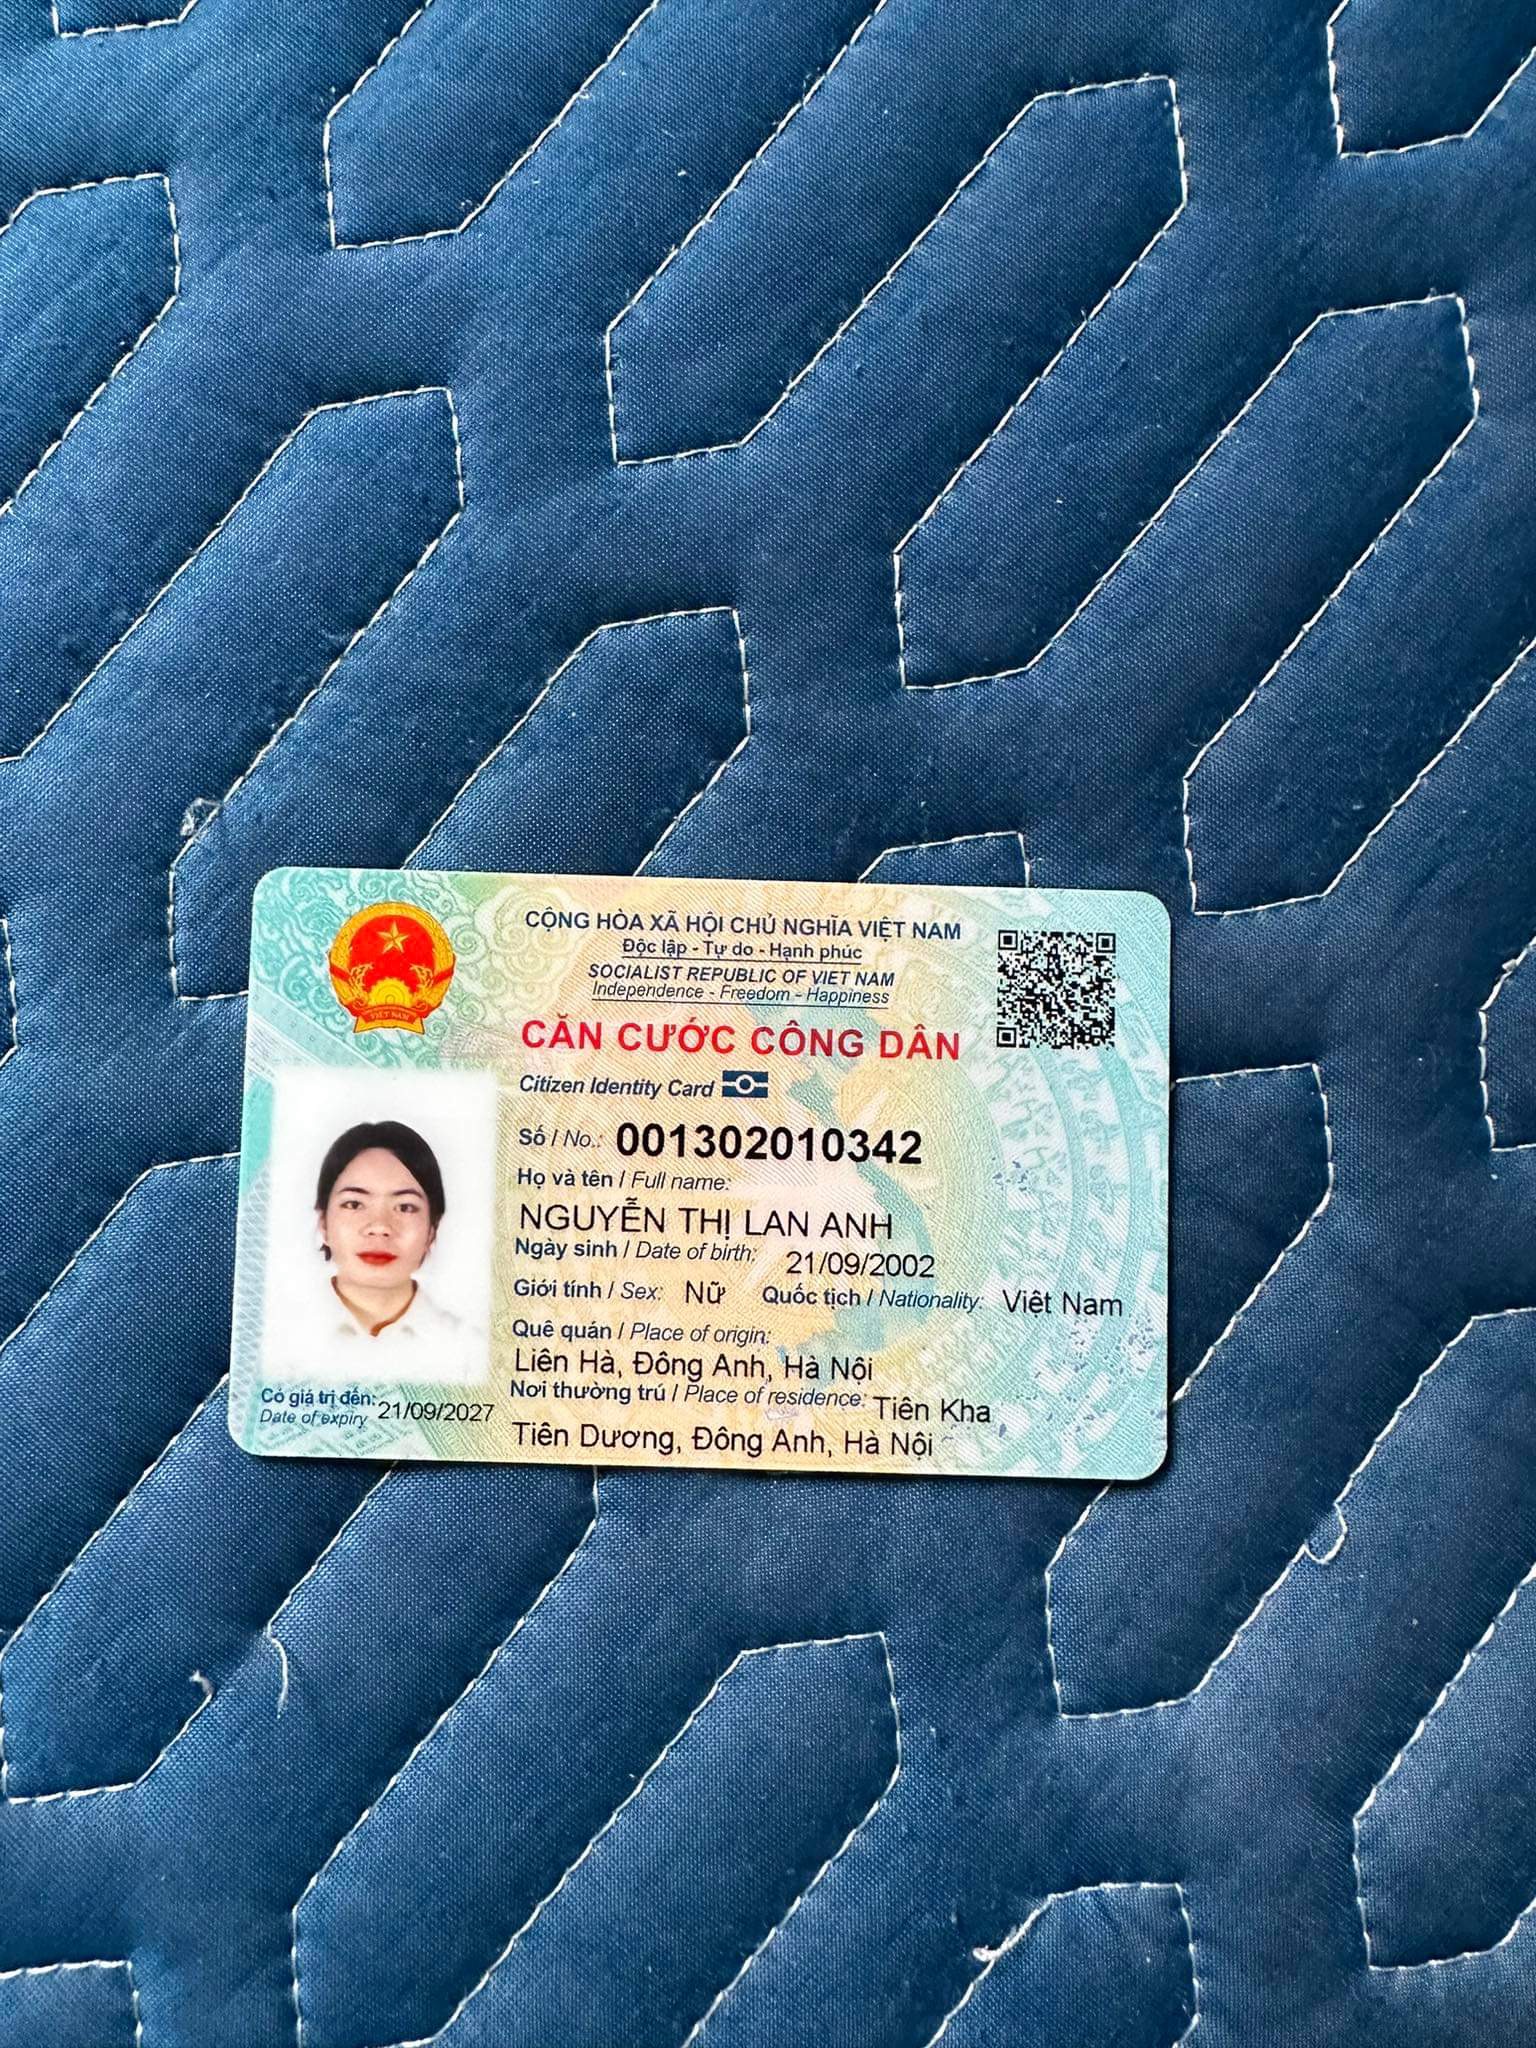 CỘNG HÒA XÃ HỘI CHỦ NGHĨA VIỆT NAM
Độc lập - Tự do - Hạnh phúc
SOCIALIST REPUBLIC OF VIET NAM
Independence - Freedom - Happiness
CĂN CƯỚC CÔNG DÂN
Citizen Identity Card
Số / No.: 001302010342
Họ và tên / Full name:
NGUYỄN THỊ LAN ANH
Ngày sinh / Date of birth: 21/09/2002
Giới tính / Sex: Nữ Quốc tịch / Nationality: Việt Nam
Quê quán / Place of origin:
Liên Hà, Đông Anh, Hà Nội
Nơi thường trú / Place of residence: Tiên Kha
Tiên Dương, Đông Anh, Hà Nội
Có giá trị đến: 21/09/2027
Date of expiry
VIỆT NAM